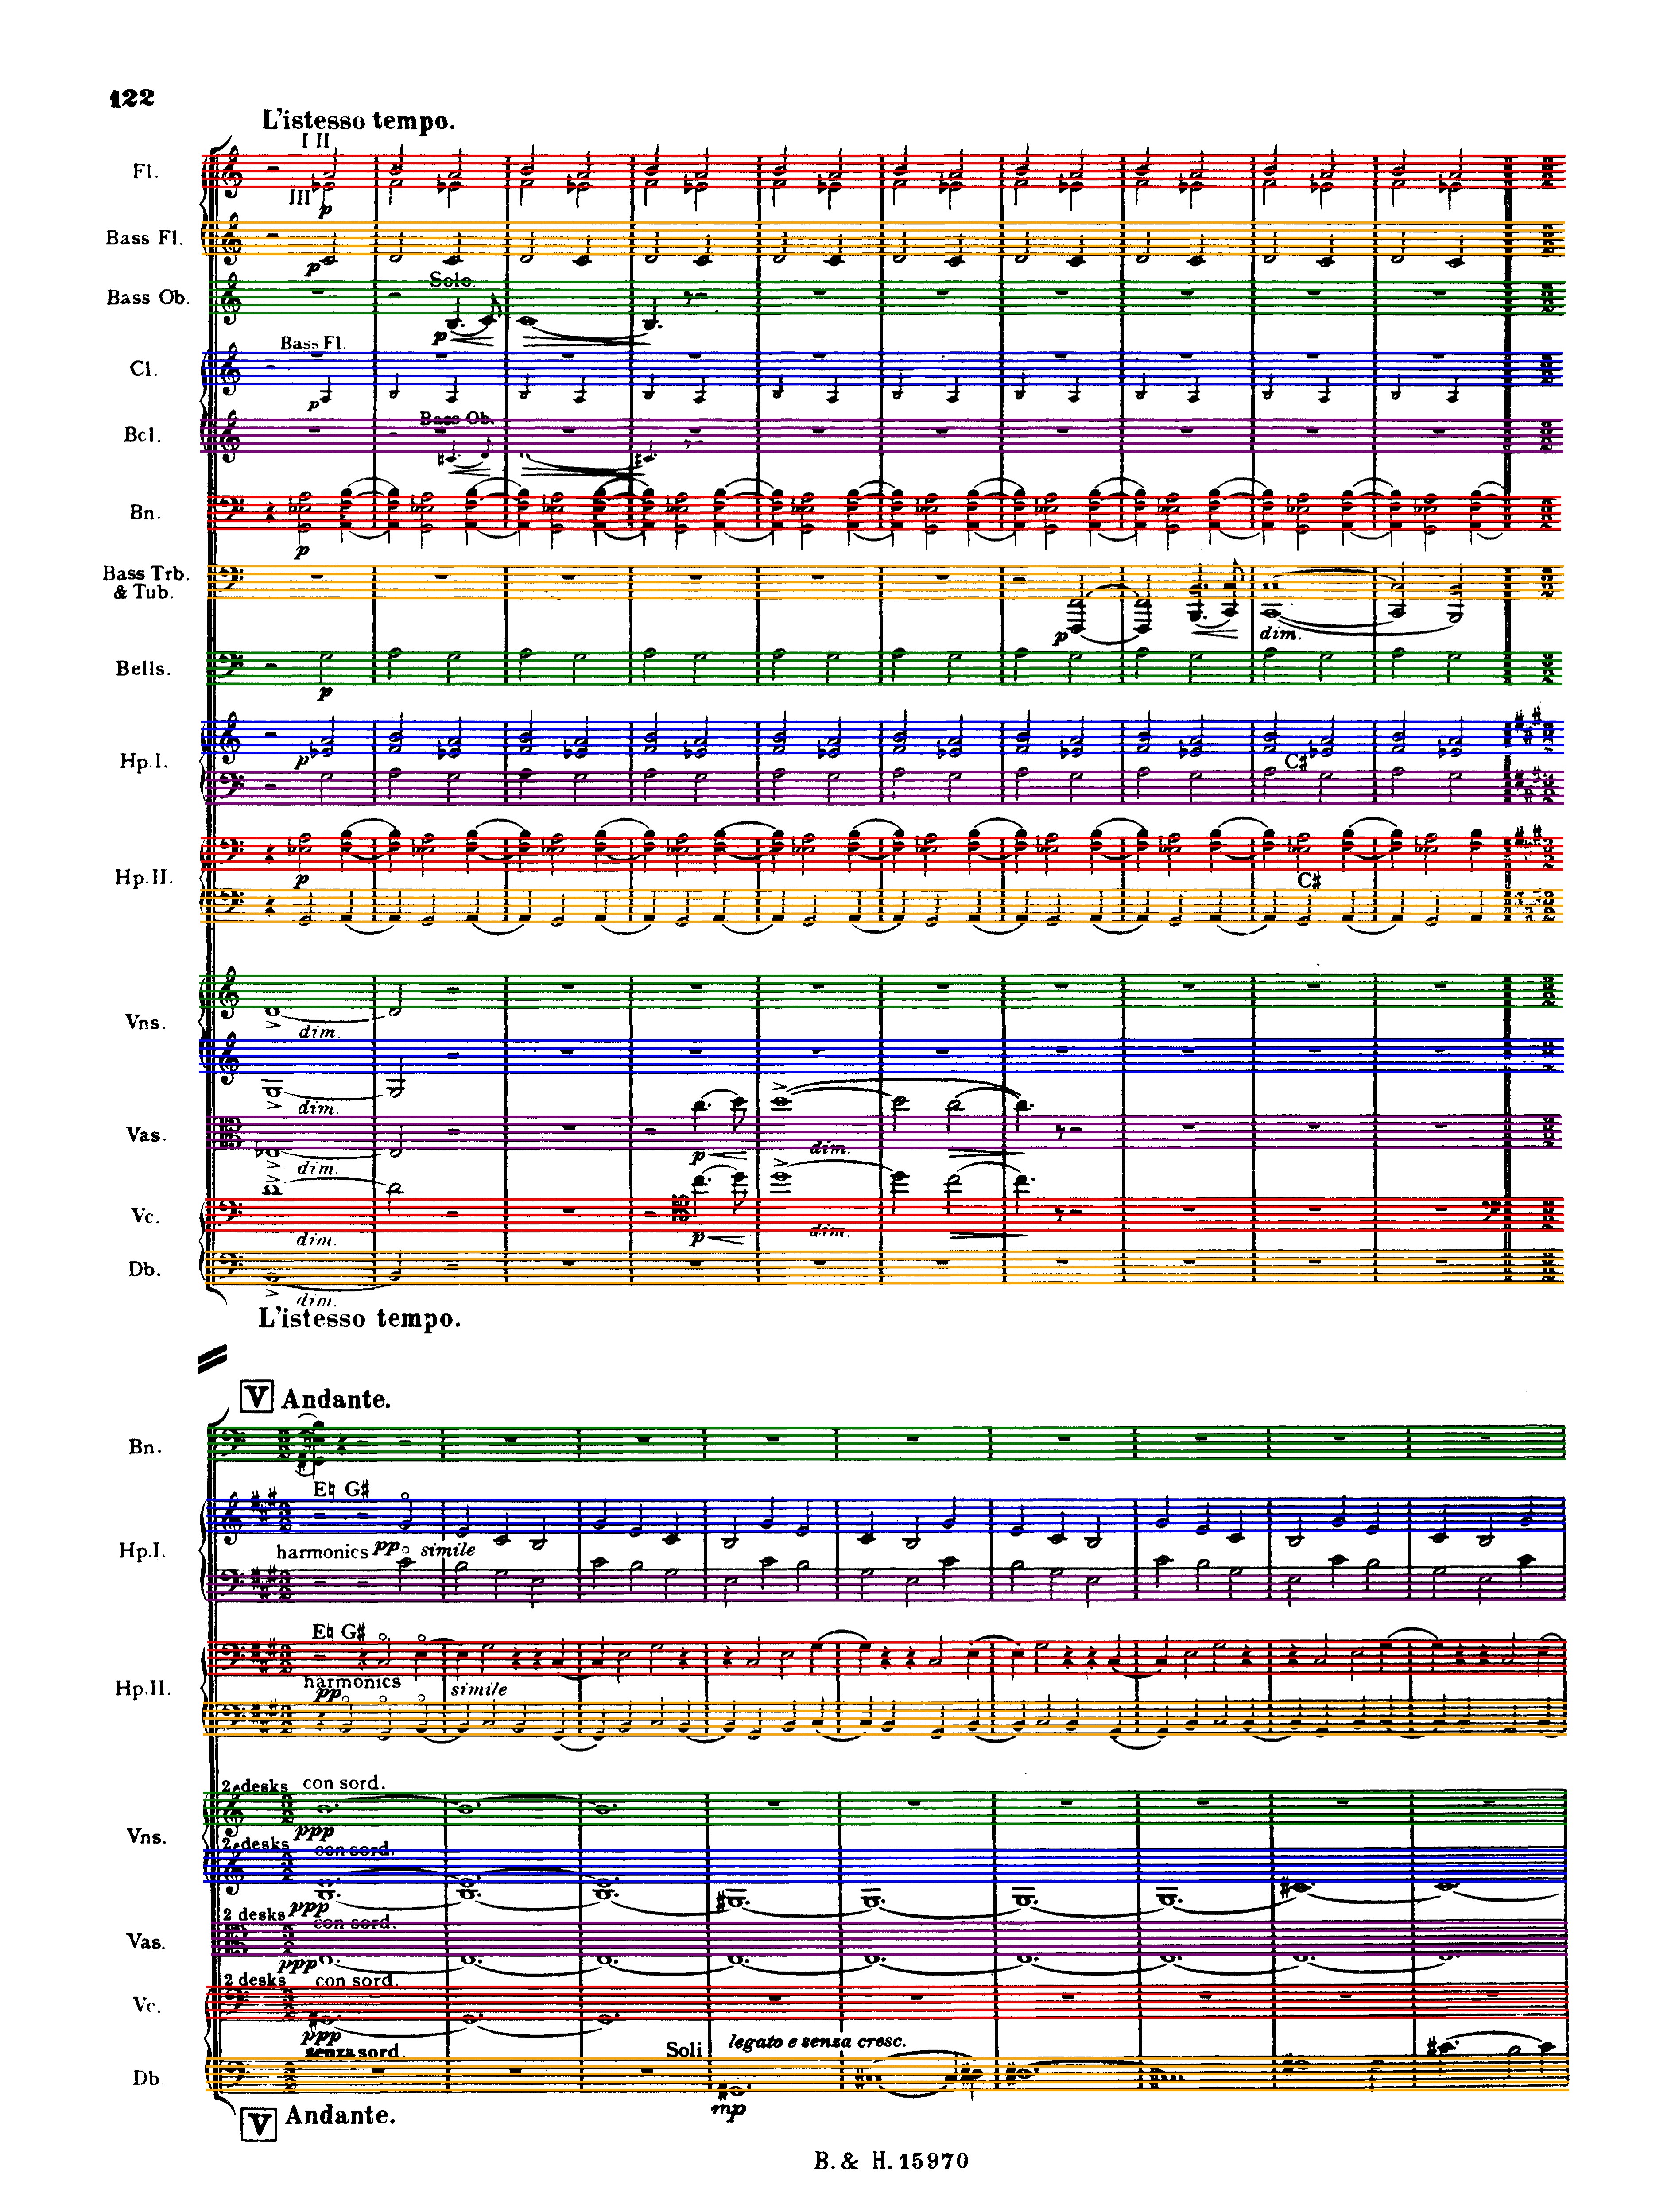 122
L'istesso tempo.
I II
Fl.
III
p
Bass Fl.
p
Solo.
Bass Ob.
p
Bass Fl.
Cl.
p
Bass Ob.
Bcl.
Bn.
p
Bass Trb.
& Tub.
p
dim.
Bells.
p
Hp.I.
p
C♯
Hp.II.
p
C♯
Vns.
dim.
dim.
Vas.
p
dim.
dim.
Vc.
p
dim.
dim.
Db.
dim.
L'istesso tempo.
V Andante.
Bn.
E♮ G♯
Hp.I.
harmonics pp simile
E♮ G♯
harmonics
Hp.II.
pp
simile
2 desks con sord.
ppp
Vns.
2 desks con sord.
ppp
2 desks con sord.
Vas.
ppp
2 desks con sord.
Vc.
ppp
senza sord.
Soli
legato e senza cresc.
Db.
mp
V Andante.
B. & H. 15970